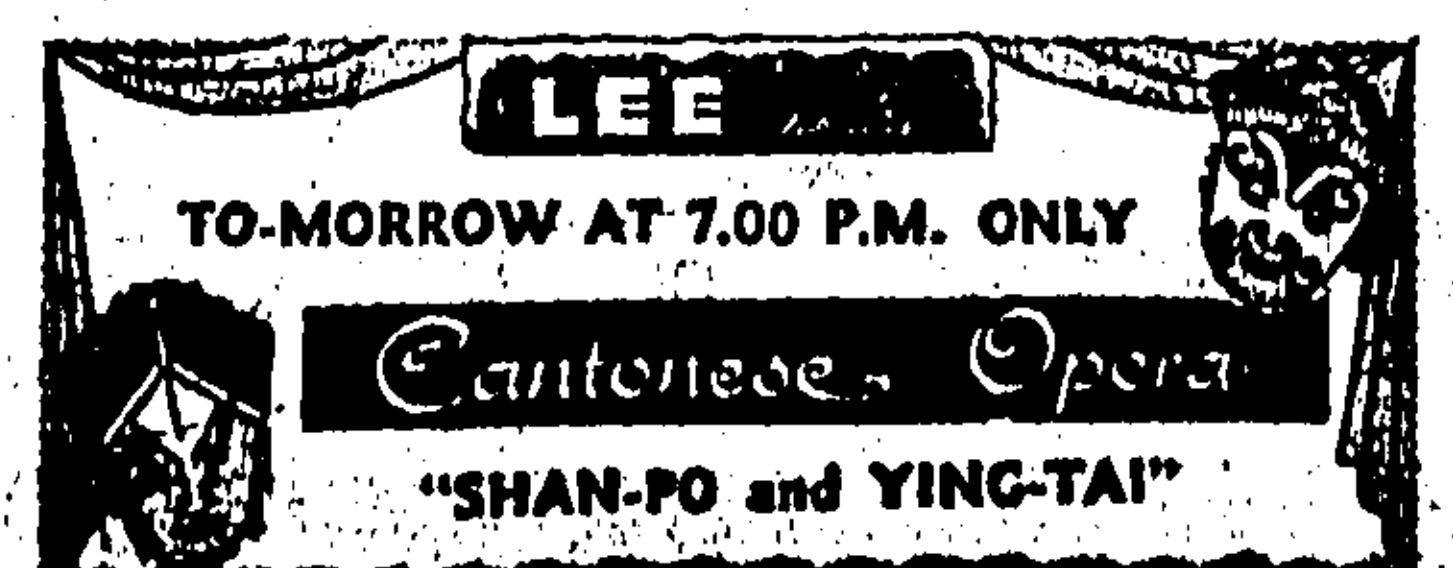 LEE
TO-MORROW AT 7.00 P.M. ONLY
Cantonese Opera
"SHAN-PO and YING-TAI"